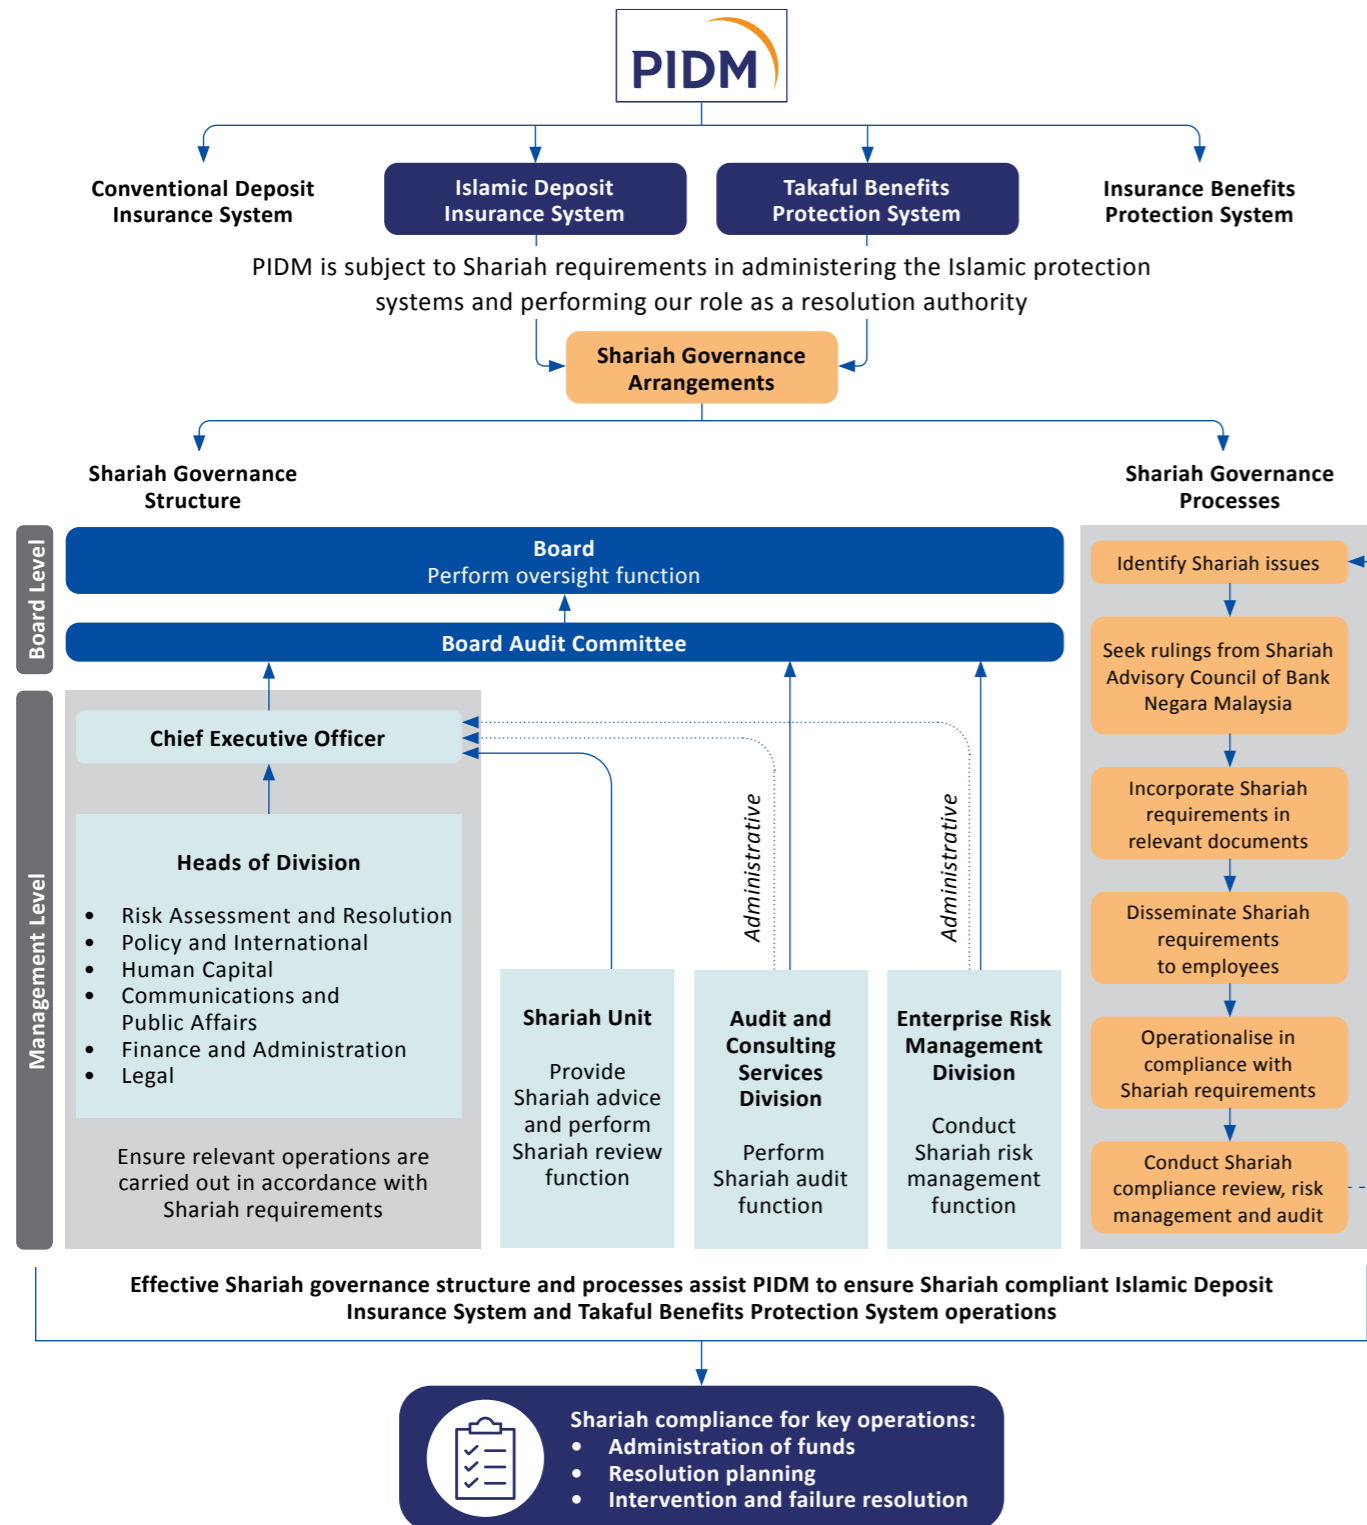 PIDM
Conventional Deposit
Insurance System
Islamic Deposit
Insurance System
Takaful Benefits
Protection System
Insurance Benefits
Protection System
PIDM is subject to Shariah requirements in administering the Islamic protection
systems and performing our role as a resolution authority
Shariah Governance
Arrangements
Shariah Governance
Structure
Shariah Governance
Processes
Board Level
Board
Perform oversight function
Board Audit Committee
Management Level
Chief Executive Officer
Heads of Division
• Risk Assessment and Resolution
• Policy and International
• Human Capital
• Communications and
Public Affairs
• Finance and Administration
• Legal
Ensure relevant operations are
carried out in accordance with
Shariah requirements
Shariah Unit
Provide
Shariah advice
and perform
Shariah review
function
Administrative
Audit and
Consulting
Services
Division
Perform
Shariah audit
function
Administrative
Enterprise Risk
Management
Division
Conduct
Shariah risk
management
function
Identify Shariah issues
Seek rulings from Shariah
Advisory Council of Bank
Negara Malaysia
Incorporate Shariah
requirements in
relevant documents
Disseminate Shariah
requirements
to employees
Operationalise in
compliance with
Shariah requirements
Conduct Shariah
compliance review, risk
management and audit
Effective Shariah governance structure and processes assist PIDM to ensure Shariah compliant Islamic Deposit
Insurance System and Takaful Benefits Protection System operations
Shariah compliance for key operations:
• Administration of funds
• Resolution planning
• Intervention and failure resolution